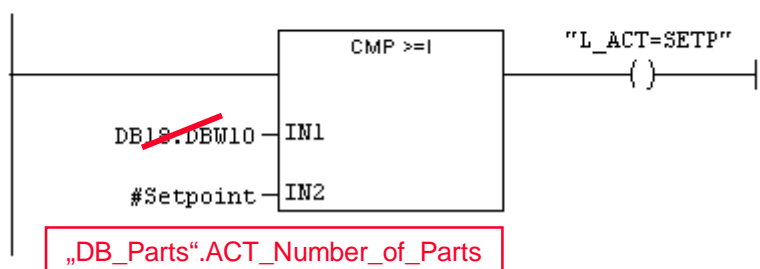 CMP >=I
"L_ACT=SETP"
( )
DB18.DBW10
IN1
#Setpoint
IN2
„DB_Parts“.ACT_Number_of_Parts